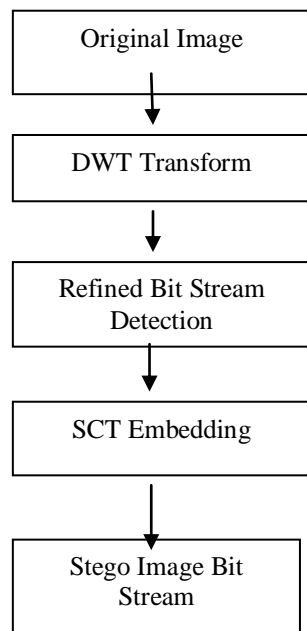 Original Image
DWT Transform
Refined Bit Stream
Detection
SCT Embedding
Stego Image Bit
Stream